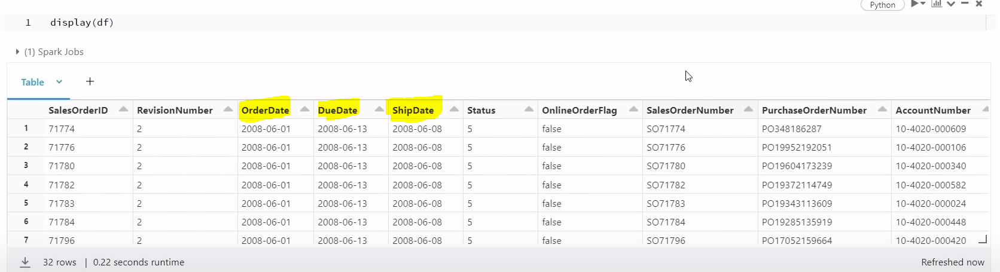 Python
1 display(df)
(1) Spark Jobs
Table +
SalesOrderID RevisionNumber OrderDate DueDate ShipDate Status OnlineOrderFlag SalesOrderNumber PurchaseOrderNumber AccountNumber
1 71774 2 2008-06-01 2008-06-13 2008-06-08 5 false SO71774 PO348186287 10-4020-000609
2 71776 2 2008-06-01 2008-06-13 2008-06-08 5 false SO71776 PO19952192051 10-4020-000106
3 71780 2 2008-06-01 2008-06-13 2008-06-08 5 false SO71780 PO19604173239 10-4020-000340
4 71782 2 2008-06-01 2008-06-13 2008-06-08 5 false SO71782 PO19372114749 10-4020-000582
5 71783 2 2008-06-01 2008-06-13 2008-06-08 5 false SO71783 PO19343113609 10-4020-000024
6 71784 2 2008-06-01 2008-06-13 2008-06-08 5 false SO71784 PO19285135919 10-4020-000448
7 71796 2 2008-06-01 2008-06-13 2008-06-08 5 false SO71796 PO17052159664 10-4020-000420
32 rows | 0.22 seconds runtime Refreshed now